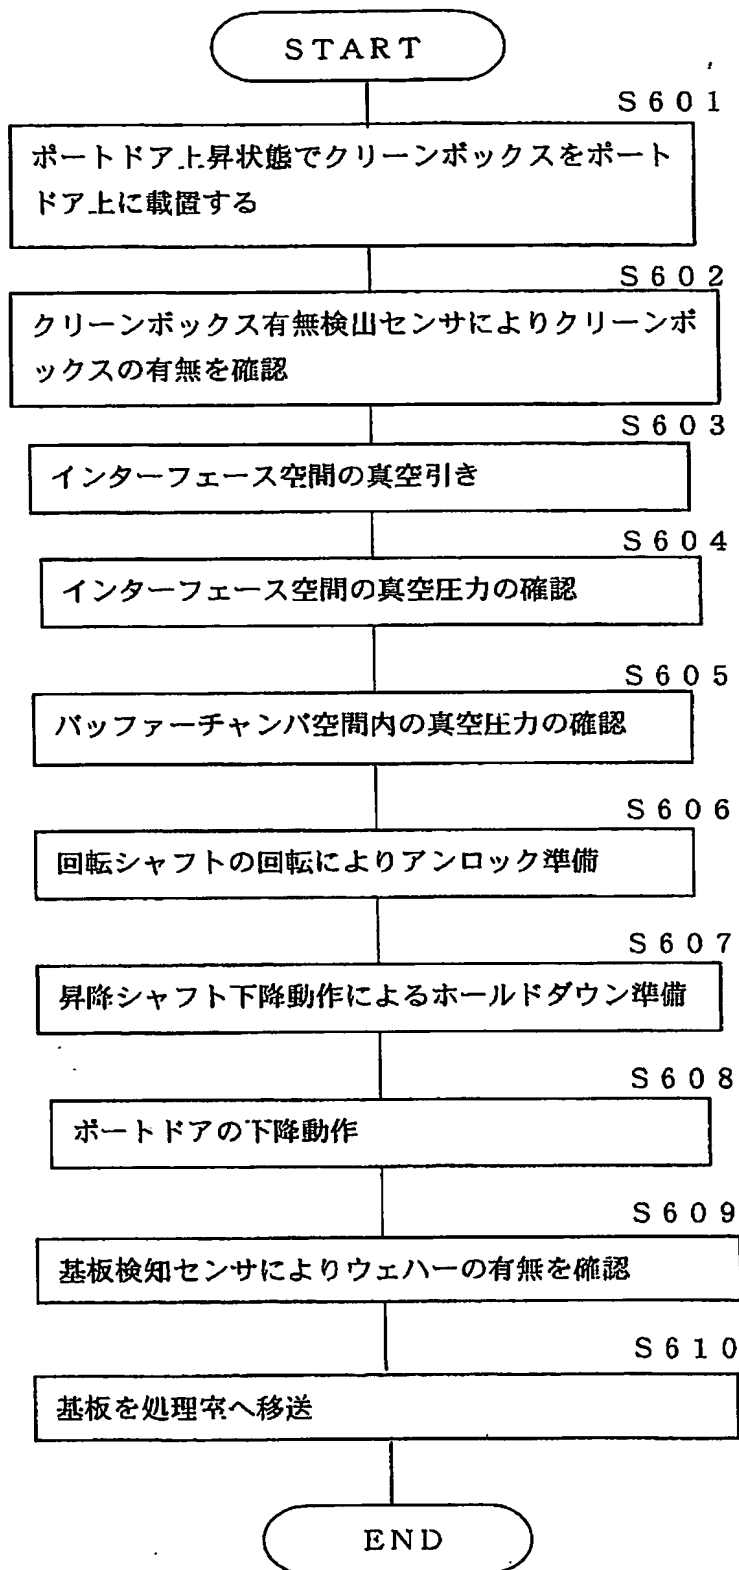 START
S601
ポートドア上昇状態でクリーンボックスをポート
ドア上に載置する
S602
クリーンボックス有無検出センサによりクリーンボ
ックスの有無を確認
S603
インターフェース空間の真空引き
S604
インターフェース空間の真空圧力の確認
S605
バッファーチャンバ空間内の真空圧力の確認
S606
回転シャフトの回転によりアンロック準備
S607
昇降シャフト下降動作によるホールドダウン準備
S608
ポートドアの下降動作
S609
基板検知センサによりウェハーの有無を確認
S610
基板を処理室へ移送
END